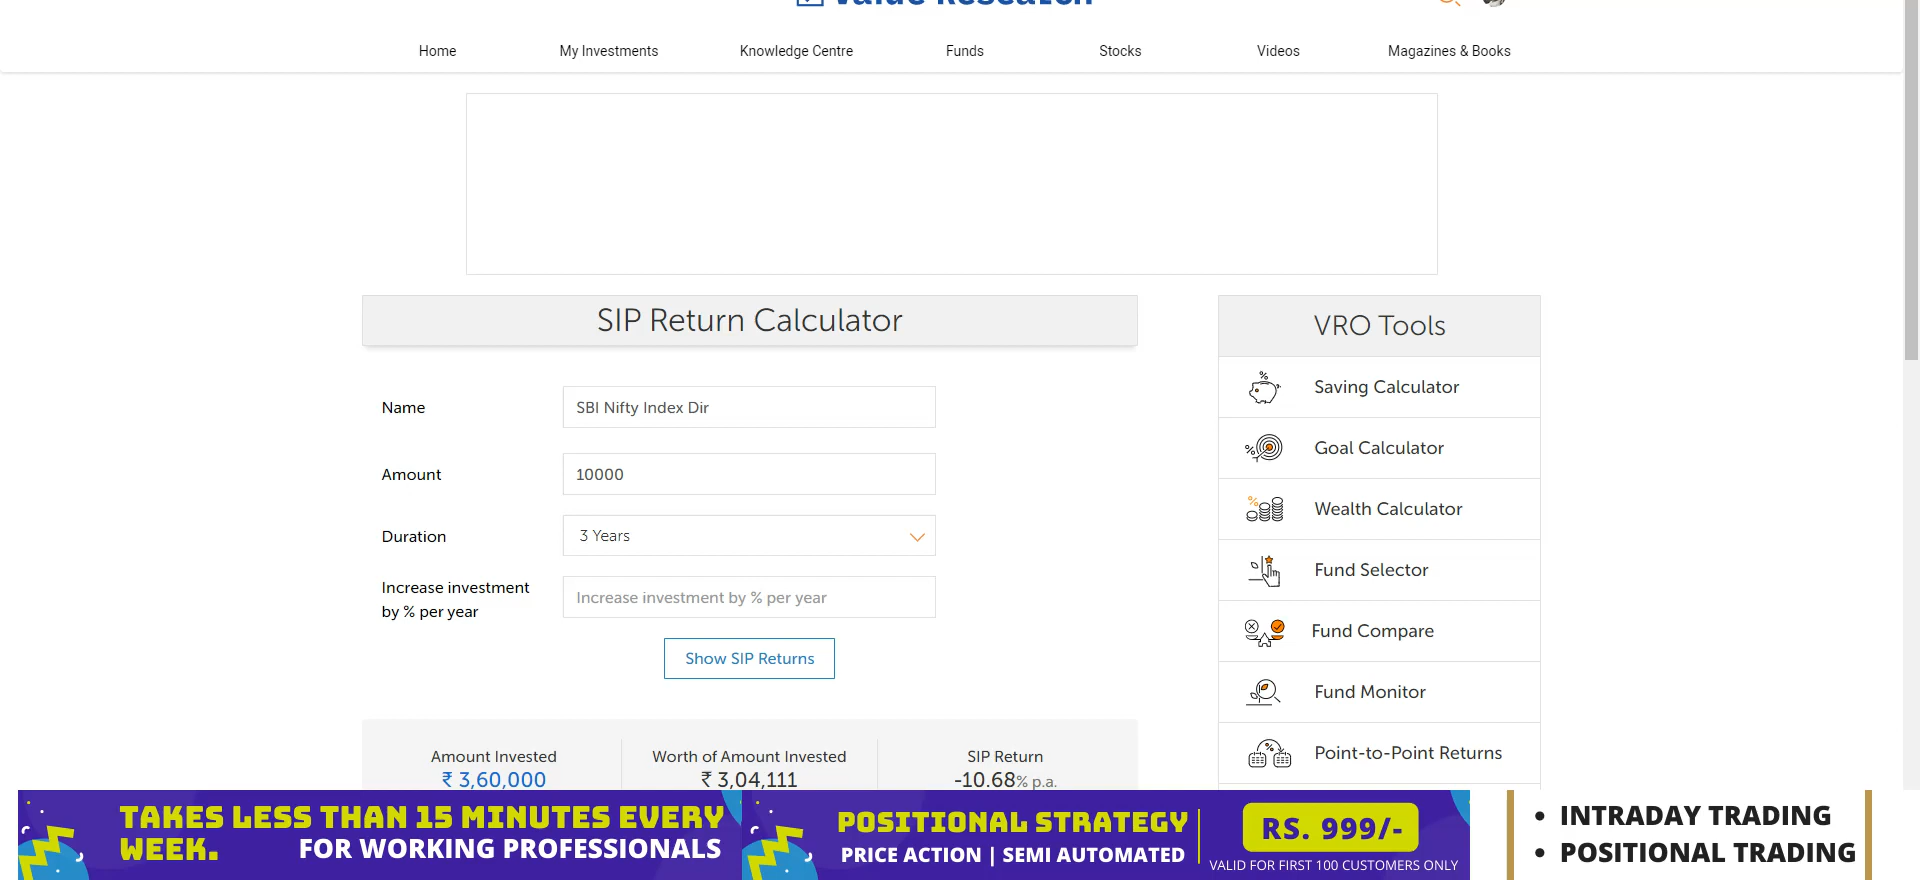 Value Research
Home My Investments Knowledge Centre Funds Stocks Videos Magazines & Books
SIP Return Calculator
Name SBI Nifty Index Dir
Amount 10000
Duration 3 Years
Increase investment
by % per year
Increase investment by % per year
Show SIP Returns
Amount Invested Worth of Amount Invested SIP Return
₹ 3,60,000 ₹ 3,04,111 -10.68% p.a.
VRO Tools
Saving Calculator
Goal Calculator
Wealth Calculator
Fund Selector
Fund Compare
Fund Monitor
Point-to-Point Returns
TAKES LESS THAN 15 MINUTES EVERY
WEEK. FOR WORKING PROFESSIONALS
POSITIONAL STRATEGY
PRICE ACTION | SEMI AUTOMATED
RS. 999/-
VALID FOR FIRST 100 CUSTOMERS ONLY
• INTRADAY TRADING
• POSITIONAL TRADING